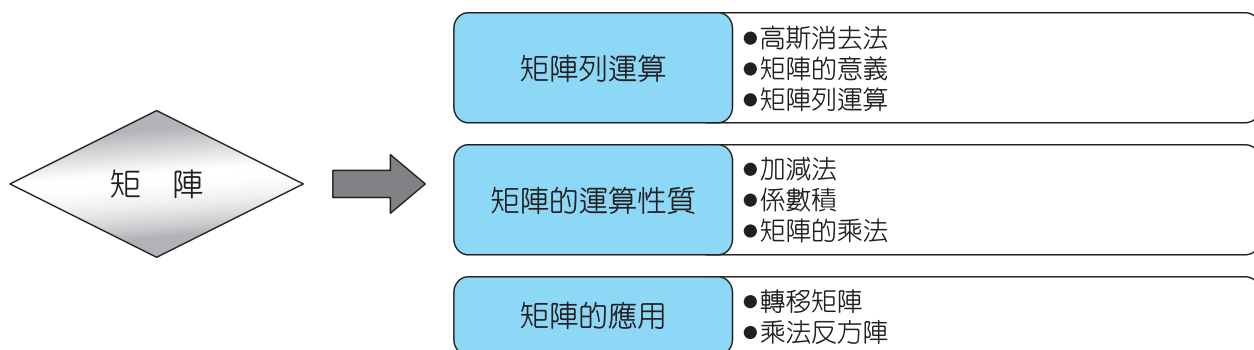 矩 陣
矩陣列運算
●高斯消去法
●矩陣的意義
●矩陣列運算
矩陣的運算性質
●加減法
●係數積
●矩陣的乘法
矩陣的應用
●轉移矩陣
●乘法反方陣